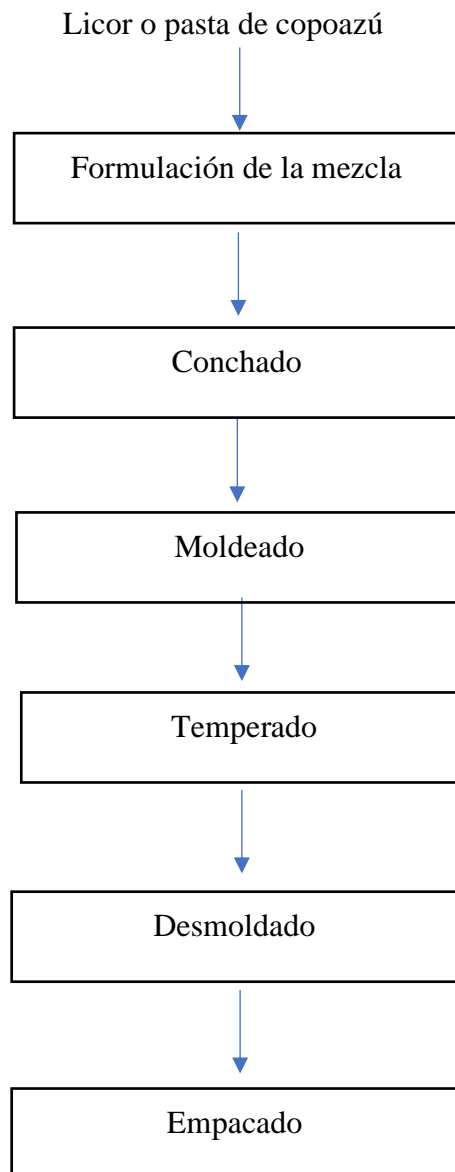 Licor o pasta de copoazú
Formulación de la mezcla
Conchado
Moldeado
Temperado
Desmoldado
Empacado